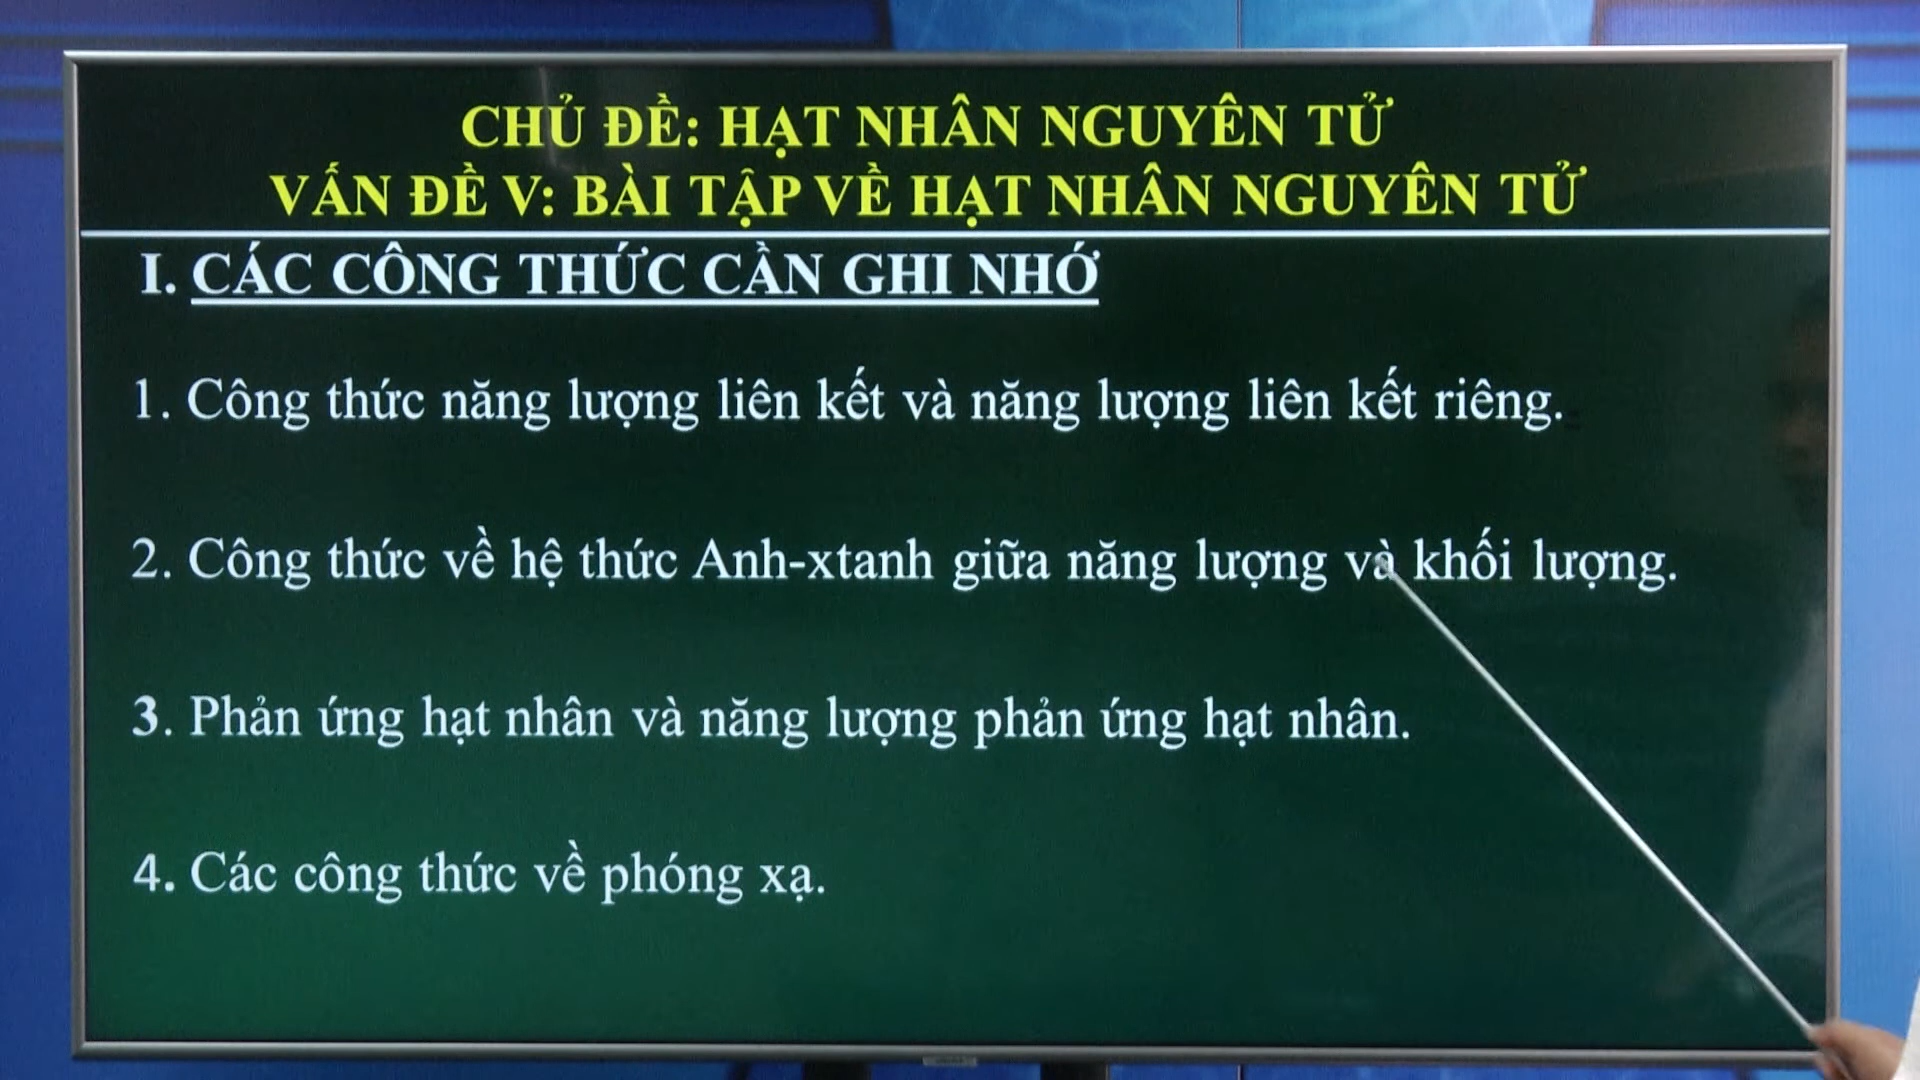 CHỦ ĐỀ: HẠT NHÂN NGUYÊN TỬ
VẤN ĐỀ V: BÀI TẬP VỀ HẠT NHÂN NGUYÊN TỬ
I. CÁC CÔNG THỨC CẦN GHI NHỚ
1. Công thức năng lượng liên kết và năng lượng liên kết riêng.
2. Công thức về hệ thức Anh-xtanh giữa năng lượng và khối lượng.
3. Phản ứng hạt nhân và năng lượng phản ứng hạt nhân.
4. Các công thức về phóng xạ.